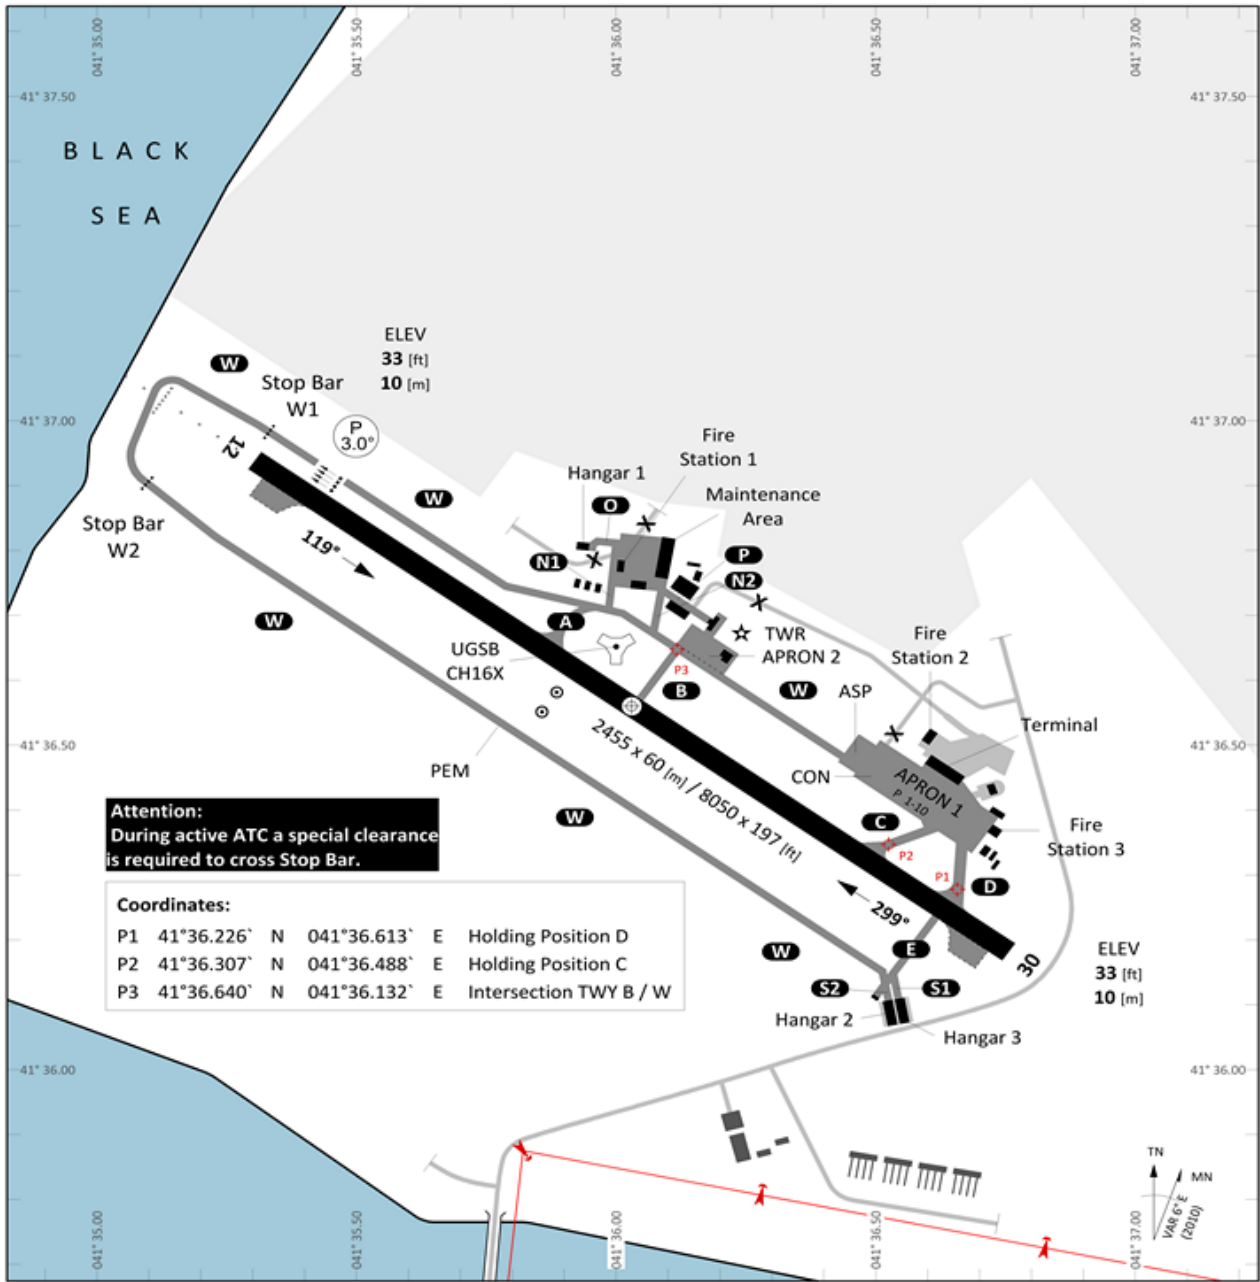 041° 35.00
041° 35.50
041° 36.00
041° 36.50
041° 37.00
41° 37.50
41° 37.50
BLACK
SEA
ELEV
33 [ft]
10 [m]
W
Stop Bar
W1
P
3.0°
41° 37.00
41° 37.00
12
Fire
Station 1
Hangar 1
Maintenance
Area
W
O
Stop Bar
W2
119°
N1
P
N2
W
A
UGSB
CH16X
TWR
APRON 2
P3
B
W
Fire
Station 2
ASP
Terminal
41° 36.50
41° 36.50
PEM
2455 x 60 [m] / 8050 x 197 [ft]
CON
APRON 1
P 1-10
W
C
P2
Fire
Station 3
P1
D
Attention:
During active ATC a special clearance
is required to cross Stop Bar.
299°
Coordinates:
P1 41°36.226` N 041°36.613` E Holding Position D
P2 41°36.307` N 041°36.488` E Holding Position C
P3 41°36.640` N 041°36.132` E Intersection TWY B / W
W
E
30
ELEV
33 [ft]
10 [m]
S2
S1
Hangar 2
Hangar 3
41° 36.00
41° 36.00
TN
MN
VAR 6° E
(2010)
041° 35.00
041° 35.50
041° 36.00
041° 36.50
041° 37.00